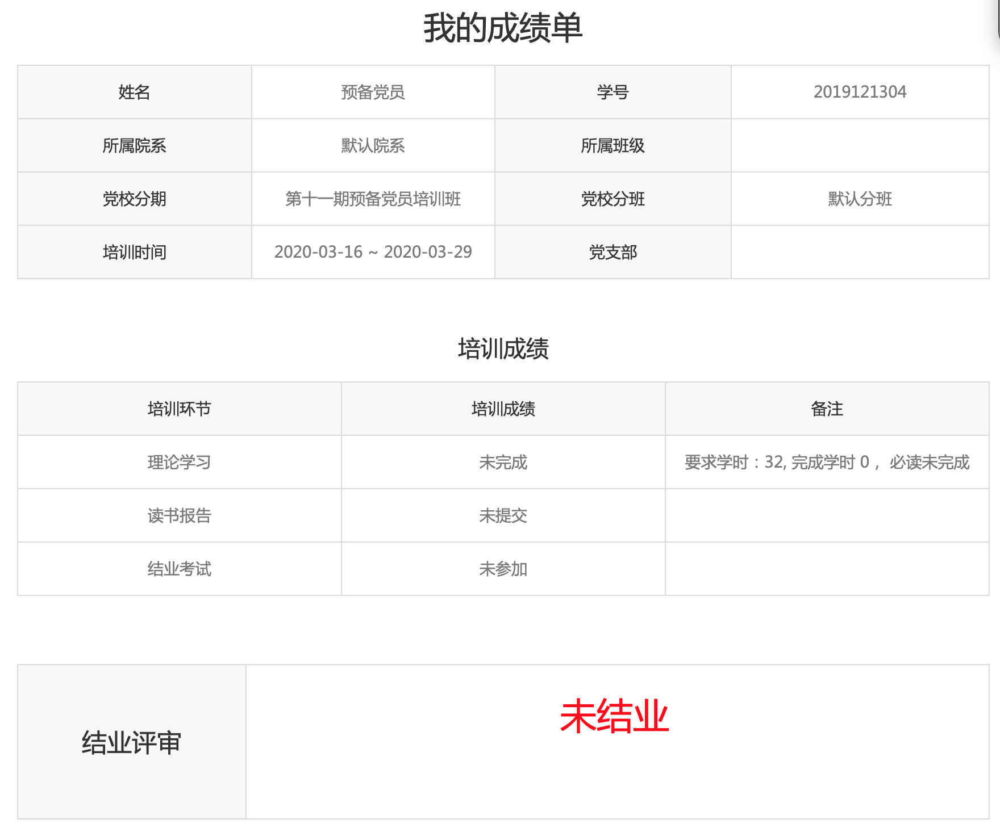 我的成绩单
姓名 预备党员 学号 2019121304
所属院系 默认院系 所属班级
党校分期 第十一期预备党员培训班 党校分班 默认分班
培训时间 2020-03-16 ~ 2020-03-29 党支部
培训成绩
培训环节 培训成绩 备注
理论学习 未完成 要求学时：32, 完成学时 0， 必读未完成
读书报告 未提交
结业考试 未参加
结业评审 未结业